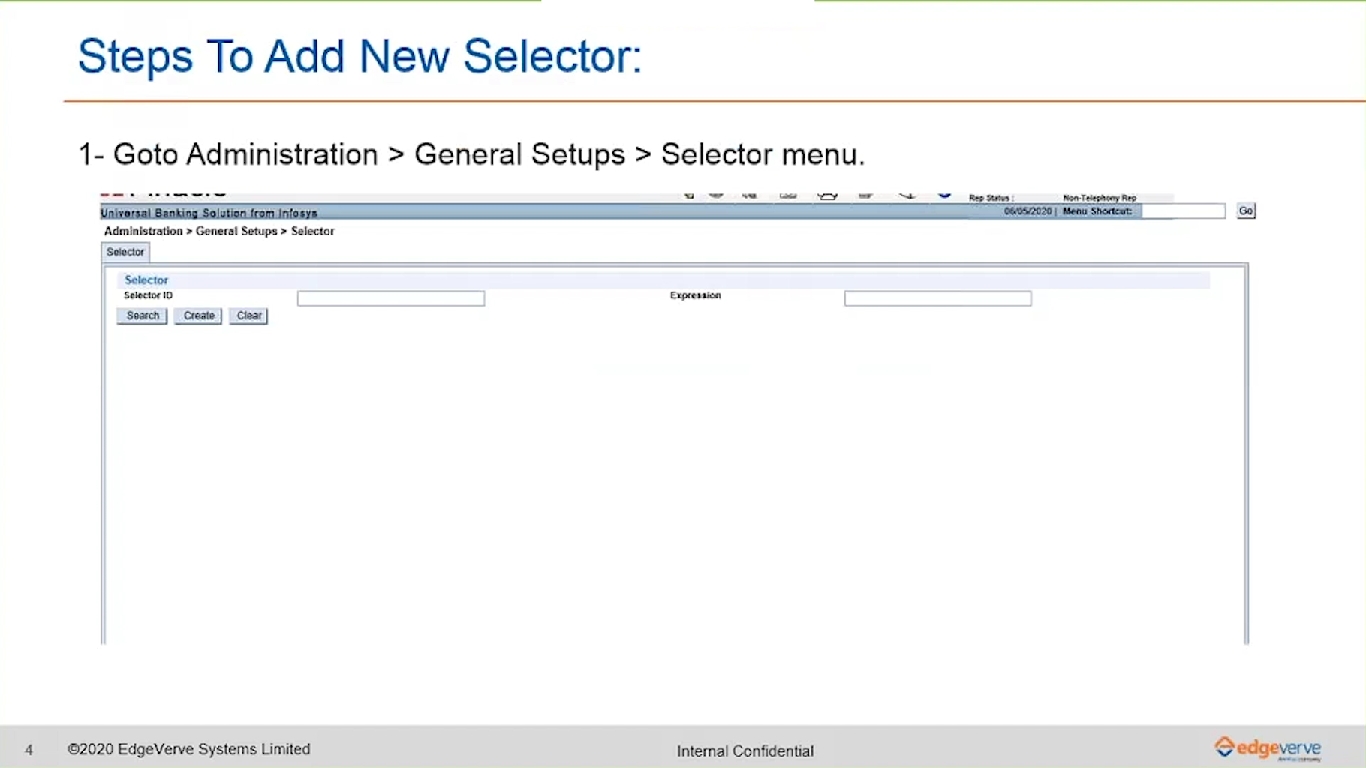 Steps To Add New Selector:
1- Goto Administration > General Setups > Selector menu.
Rep Status : Non-Telephony Rep
Universal Banking Solution from Infosys 06/05/2020 | Menu Shortcut: Go
Administration > General Setups > Selector
Selector
Selector
Selector ID Expression
Search Create Clear
4 ©2020 EdgeVerve Systems Limited Internal Confidential edgeverve